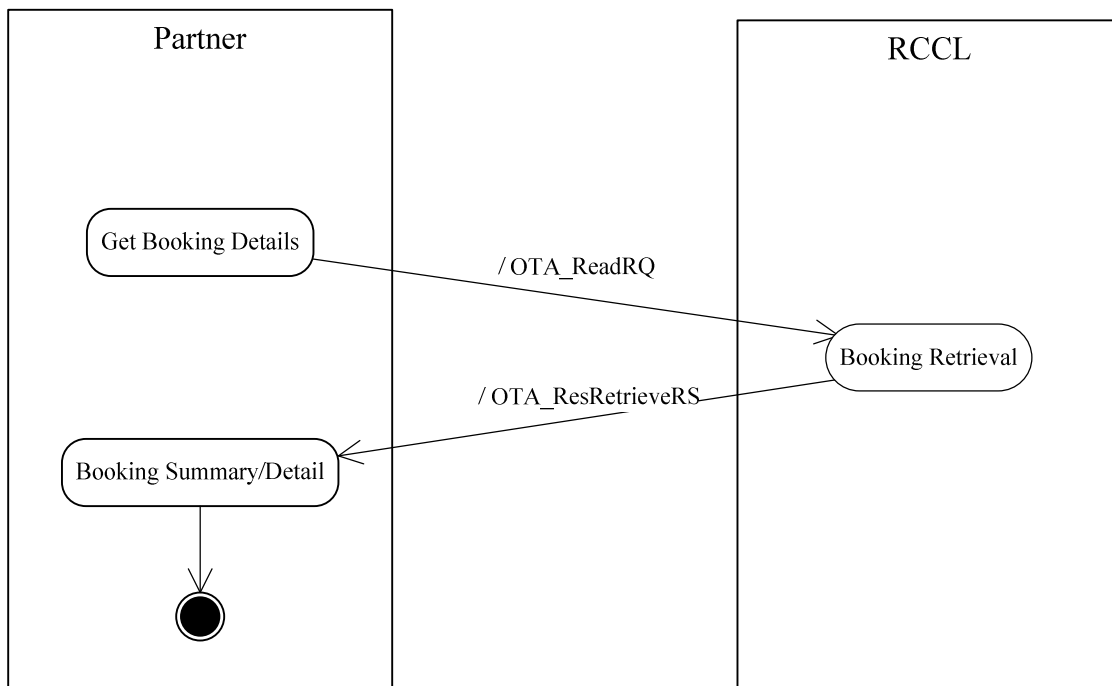 Partner
RCCL
Get Booking Details
/ OTA_ReadRQ
Booking Retrieval
/ OTA_ResRetrieveRS
Booking Summary/Detail